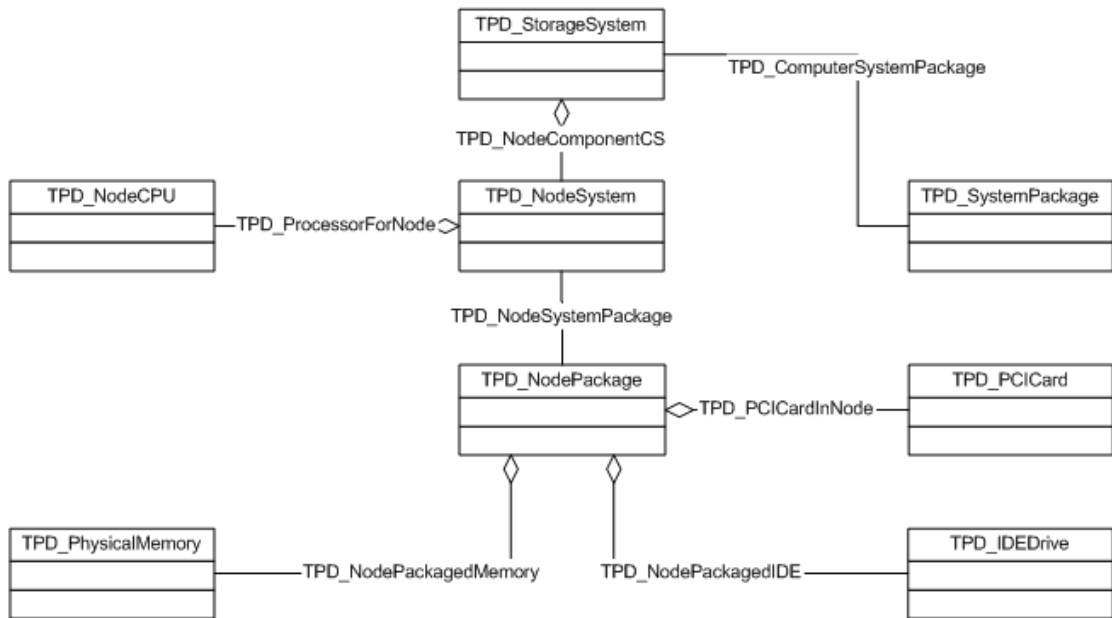 TPD_StorageSystem
TPD_ComputerSystemPackage
TPD_NodeComponentCS
TPD_NodeCPU
TPD_NodeSystem
TPD_SystemPackage
TPD_ProcessorForNode
TPD_NodeSystemPackage
TPD_NodePackage
TPD_PCICard
TPD_PCICardInNode
TPD_PhysicalMemory
TPD_IDEDrive
TPD_NodePackagedMemory
TPD_NodePackagedIDE